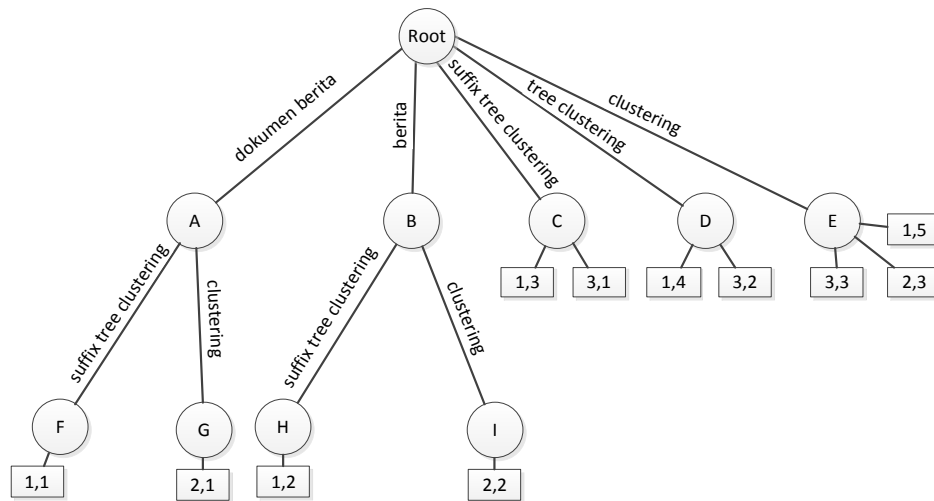 Root
dokumen berita
berita
suffix tree clustering
tree clustering
clustering
A
B
C
D
E
1,5
1,3
3,1
1,4
3,2
3,3
2,3
suffix tree clustering
clustering
suffix tree clustering
clustering
F
G
H
I
1,1
2,1
1,2
2,2